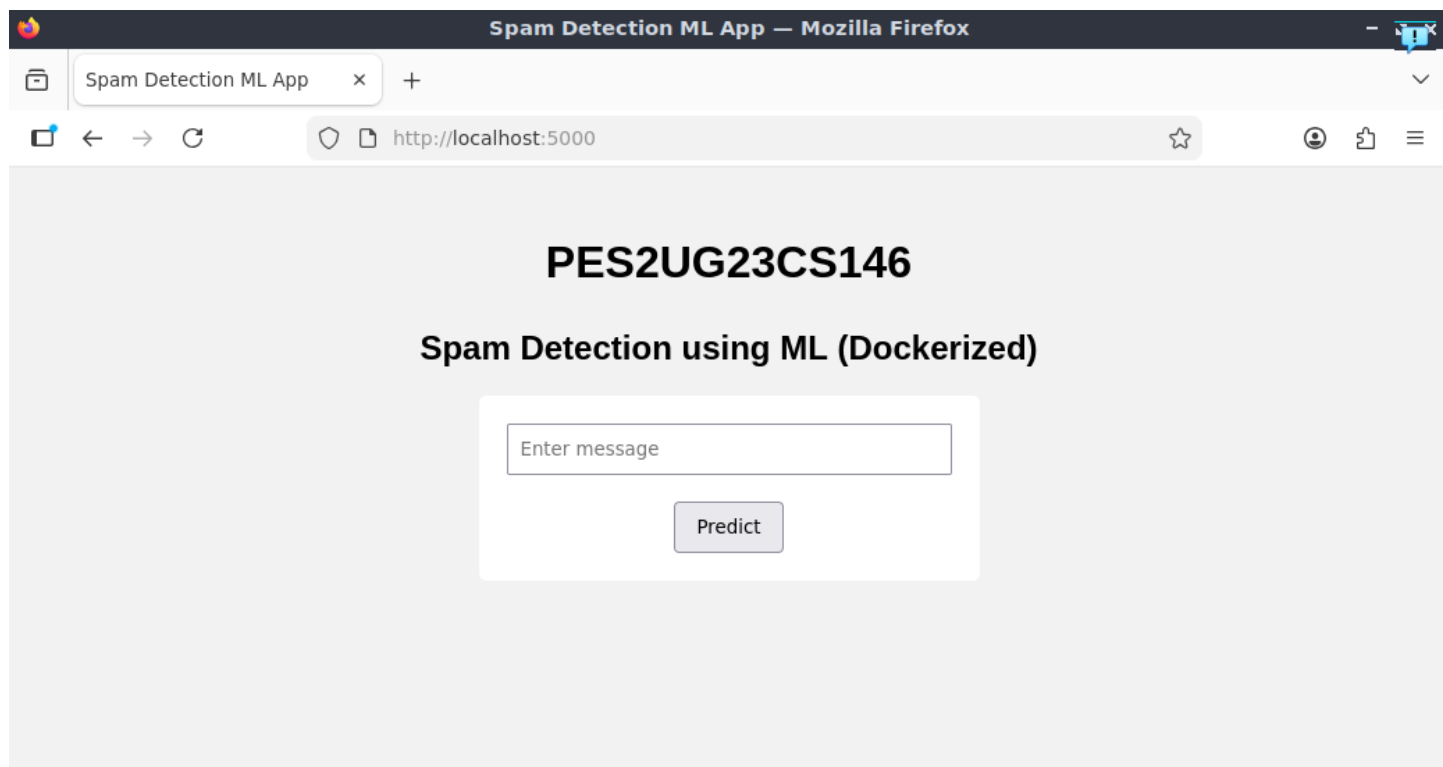 Spam Detection ML App — Mozilla Firefox
Spam Detection ML App
http://localhost:5000
PES2UG23CS146
Spam Detection using ML (Dockerized)
Enter message
Predict